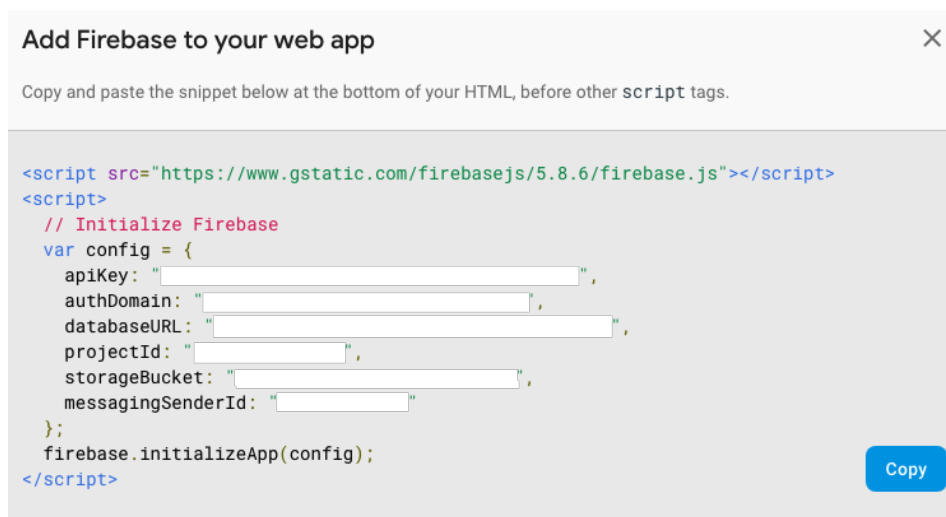 Add Firebase to your web app
Copy and paste the snippet below at the bottom of your HTML, before other script tags.
<script src="https://www.gstatic.com/firebasejs/5.8.6/firebase.js"></script>
<script>
  // Initialize Firebase
  var config = {
    apiKey: "",
    authDomain: "",
    databaseURL: "",
    projectId: "",
    storageBucket: "",
    messagingSenderId: ""
  };
  firebase.initializeApp(config);
</script>
Copy